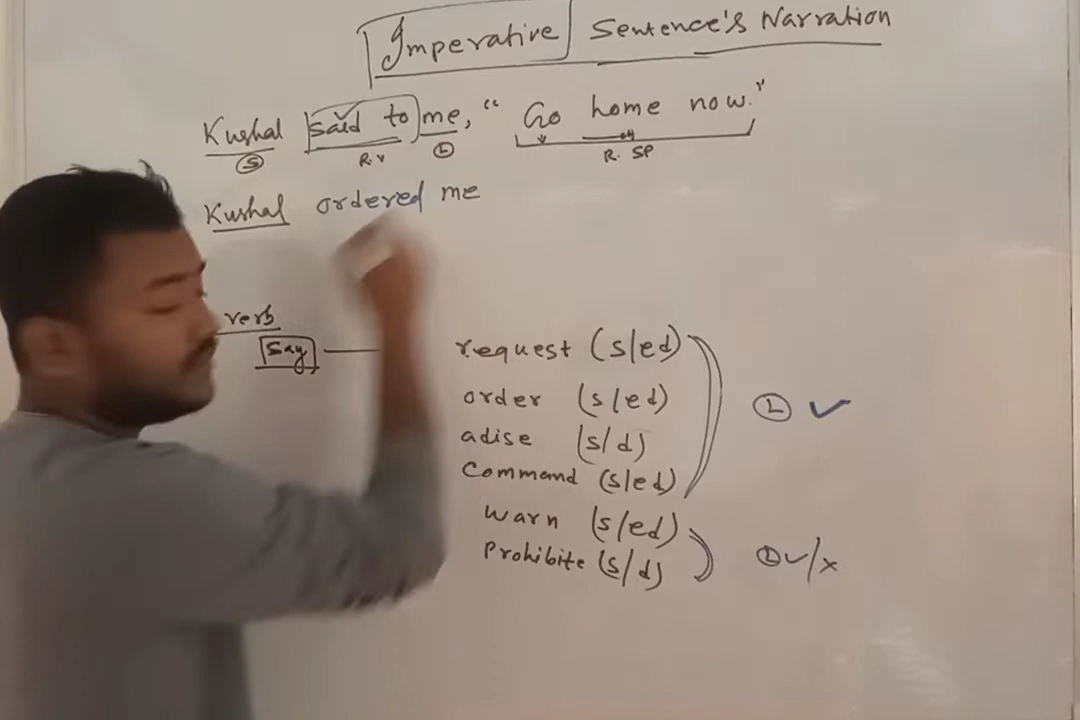 Imperative Sentence's Narration
Kushal said to me, "Go home now."
S R.V L R. SP
Kushal ordered me
verb
Say
request (s/ed)
order (s/ed)
adise (s/d)
Command (s/ed)
L ✓
Warn (s/ed)
Prohibite (s/d)
L ✓/x